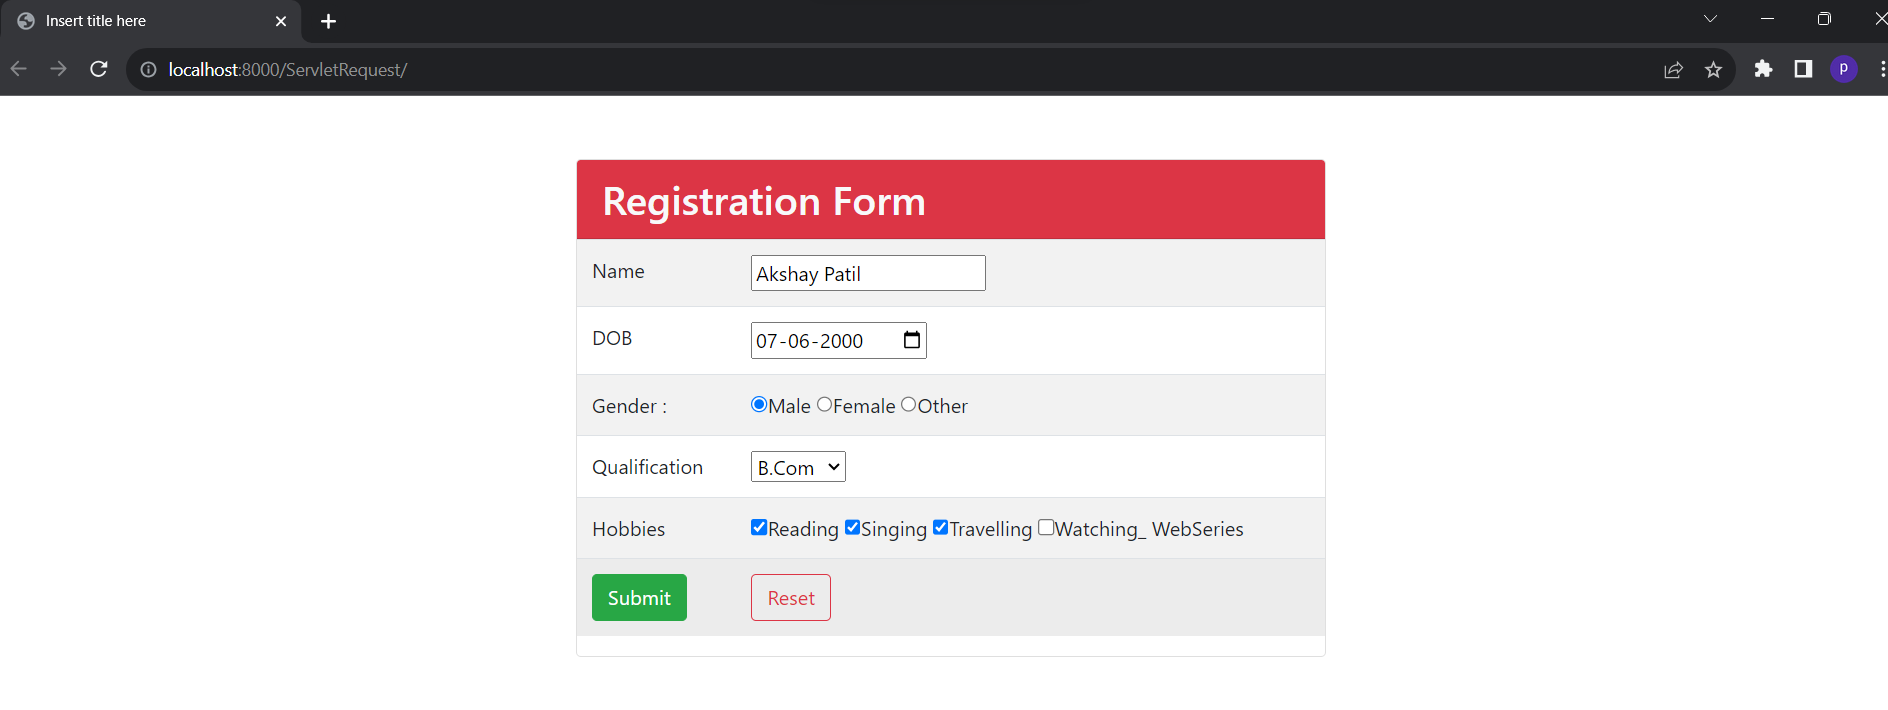 Insert title here
localhost:8000/ServletRequest/
p
Registration Form
Name Akshay Patil
DOB 07-06-2000
Gender : Male Female Other
Qualification B.Com
Hobbies Reading Singing Travelling Watching_ WebSeries
Submit Reset